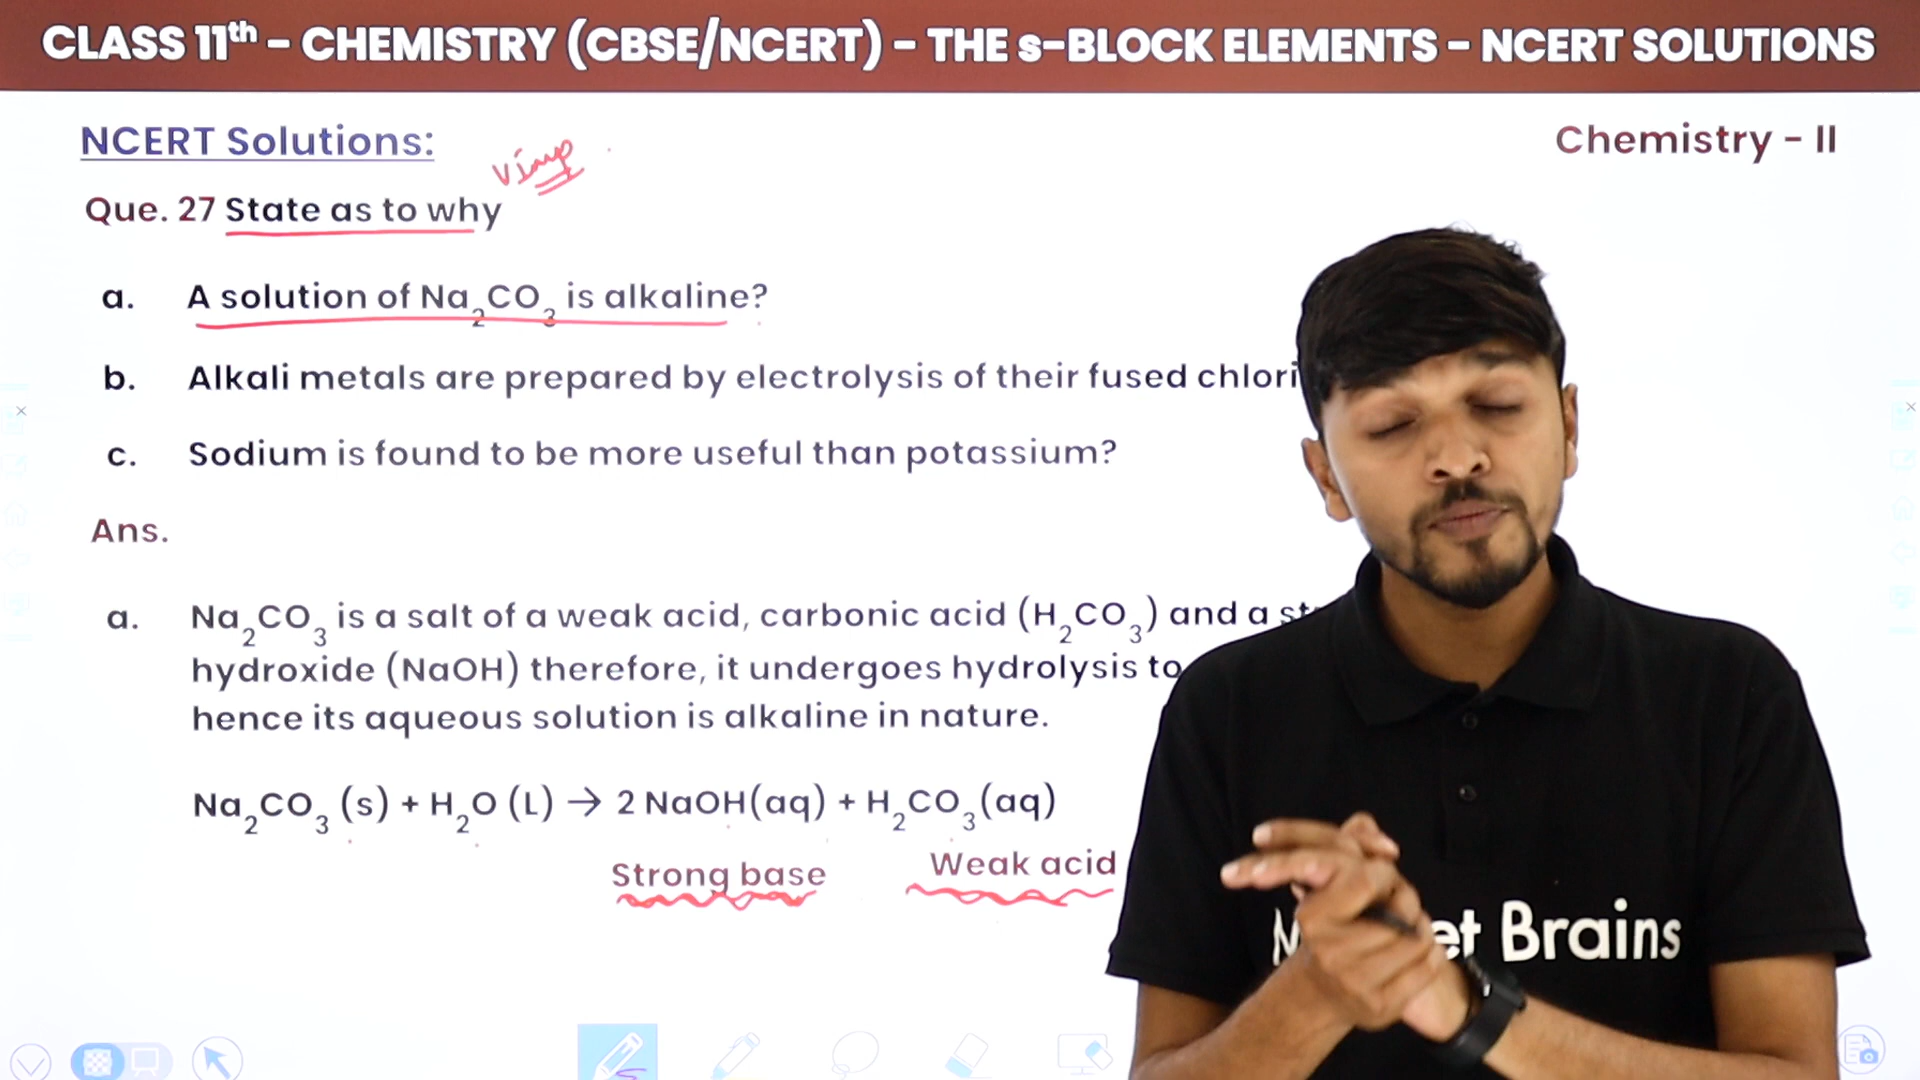 CLASS 11th – CHEMISTRY (CBSE/NCERT) – THE s–BLOCK ELEMENTS – NCERT SOLUTIONS
NCERT Solutions:
Chemistry - II
v imp
Que. 27 State as to why
a. A solution of Na2CO3 is alkaline?
b. Alkali metals are prepared by electrolysis of their fused chlori
c. Sodium is found to be more useful than potassium?
Ans.
a. Na2CO3 is a salt of a weak acid, carbonic acid (H2CO3) and a st
hydroxide (NaOH) therefore, it undergoes hydrolysis to
hence its aqueous solution is alkaline in nature.
Na2CO3 (s) + H2O (L) → 2 NaOH(aq) + H2CO3(aq)
Strong base Weak acid
et Brains